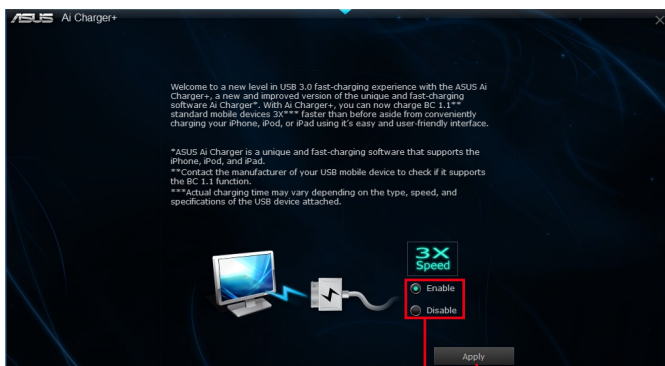 ASUS Ai Charger+
Welcome to a new level in USB 3.0 fast-charging experience with the ASUS Ai
Charger+, a new and improved version of the unique and fast-charging
software Ai Charger*. With Ai Charger+, you can now charge BC 1.1**
standard mobile devices 3X*** faster than before aside from conveniently
charging your iPhone, iPod, or iPad using it's easy and user-friendly interface.
*ASUS Ai Charger is a unique and fast-charging software that supports the
iPhone, iPod, and iPad.
**Contact the manufacturer of your USB mobile device to check if it supports
the BC 1.1 function.
***Actual charging time may vary depending on the type, speed, and
specifications of the USB device attached.
3X
Speed
Enable
Disable
Apply